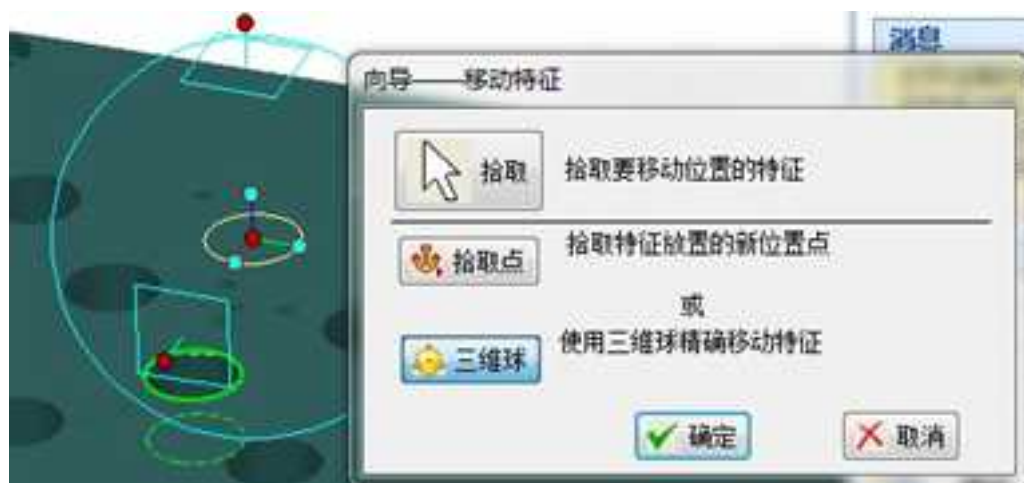 消息
向导——移动特征
拾取 拾取要移动位置的特征
拾取点 拾取特征放置的新位置点
或
三维球 使用三维球精确移动特征
确定 取消